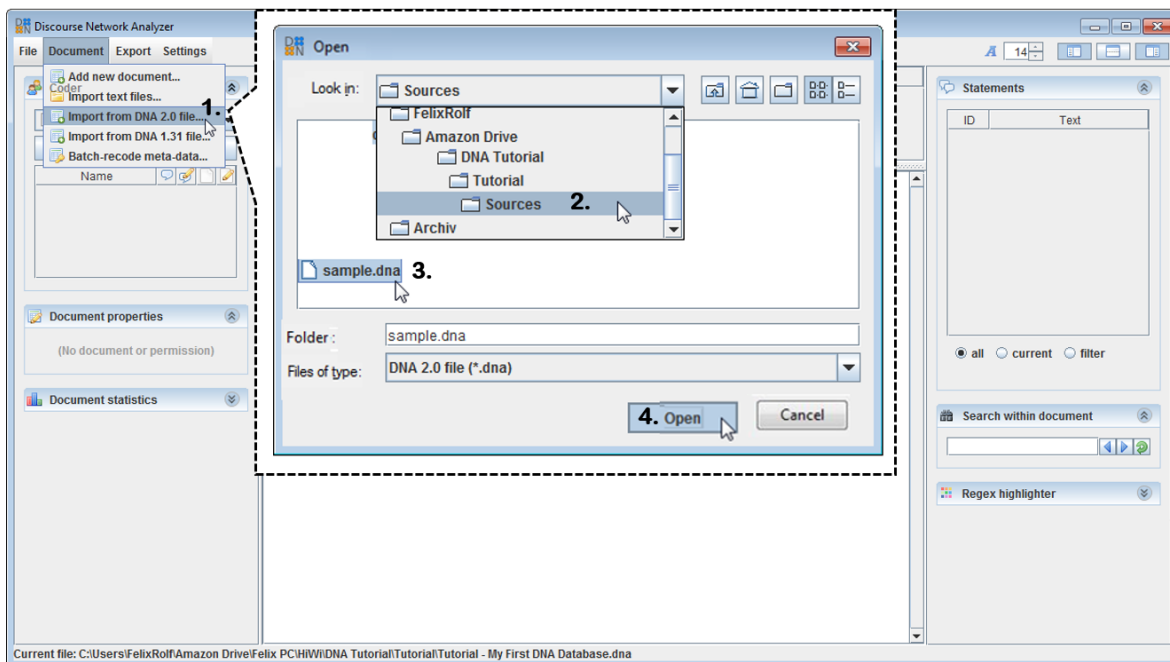 Discourse Network Analyzer
File Document Export Settings
14
Add new document...
Coder
Import text files...
Import from DNA 2.0 file...
1.
Import from DNA 1.31 file...
Batch-recode meta-data...
Name
Document properties
(No document or permission)
Document statistics
Open
Look in:
Sources
FelixRolf
Amazon Drive
DNA Tutorial
Tutorial
Sources
2.
Archiv
sample.dna
3.
Folder :
sample.dna
Files of type:
DNA 2.0 file (*.dna)
4. Open
Cancel
Statements
ID Text
all current filter
Search within document
Regex highlighter
Current file: C:\Users\FelixRolf\Amazon Drive\Felix PC\HiWi\DNA Tutorial\Tutorial\Tutorial - My First DNA Database.dna